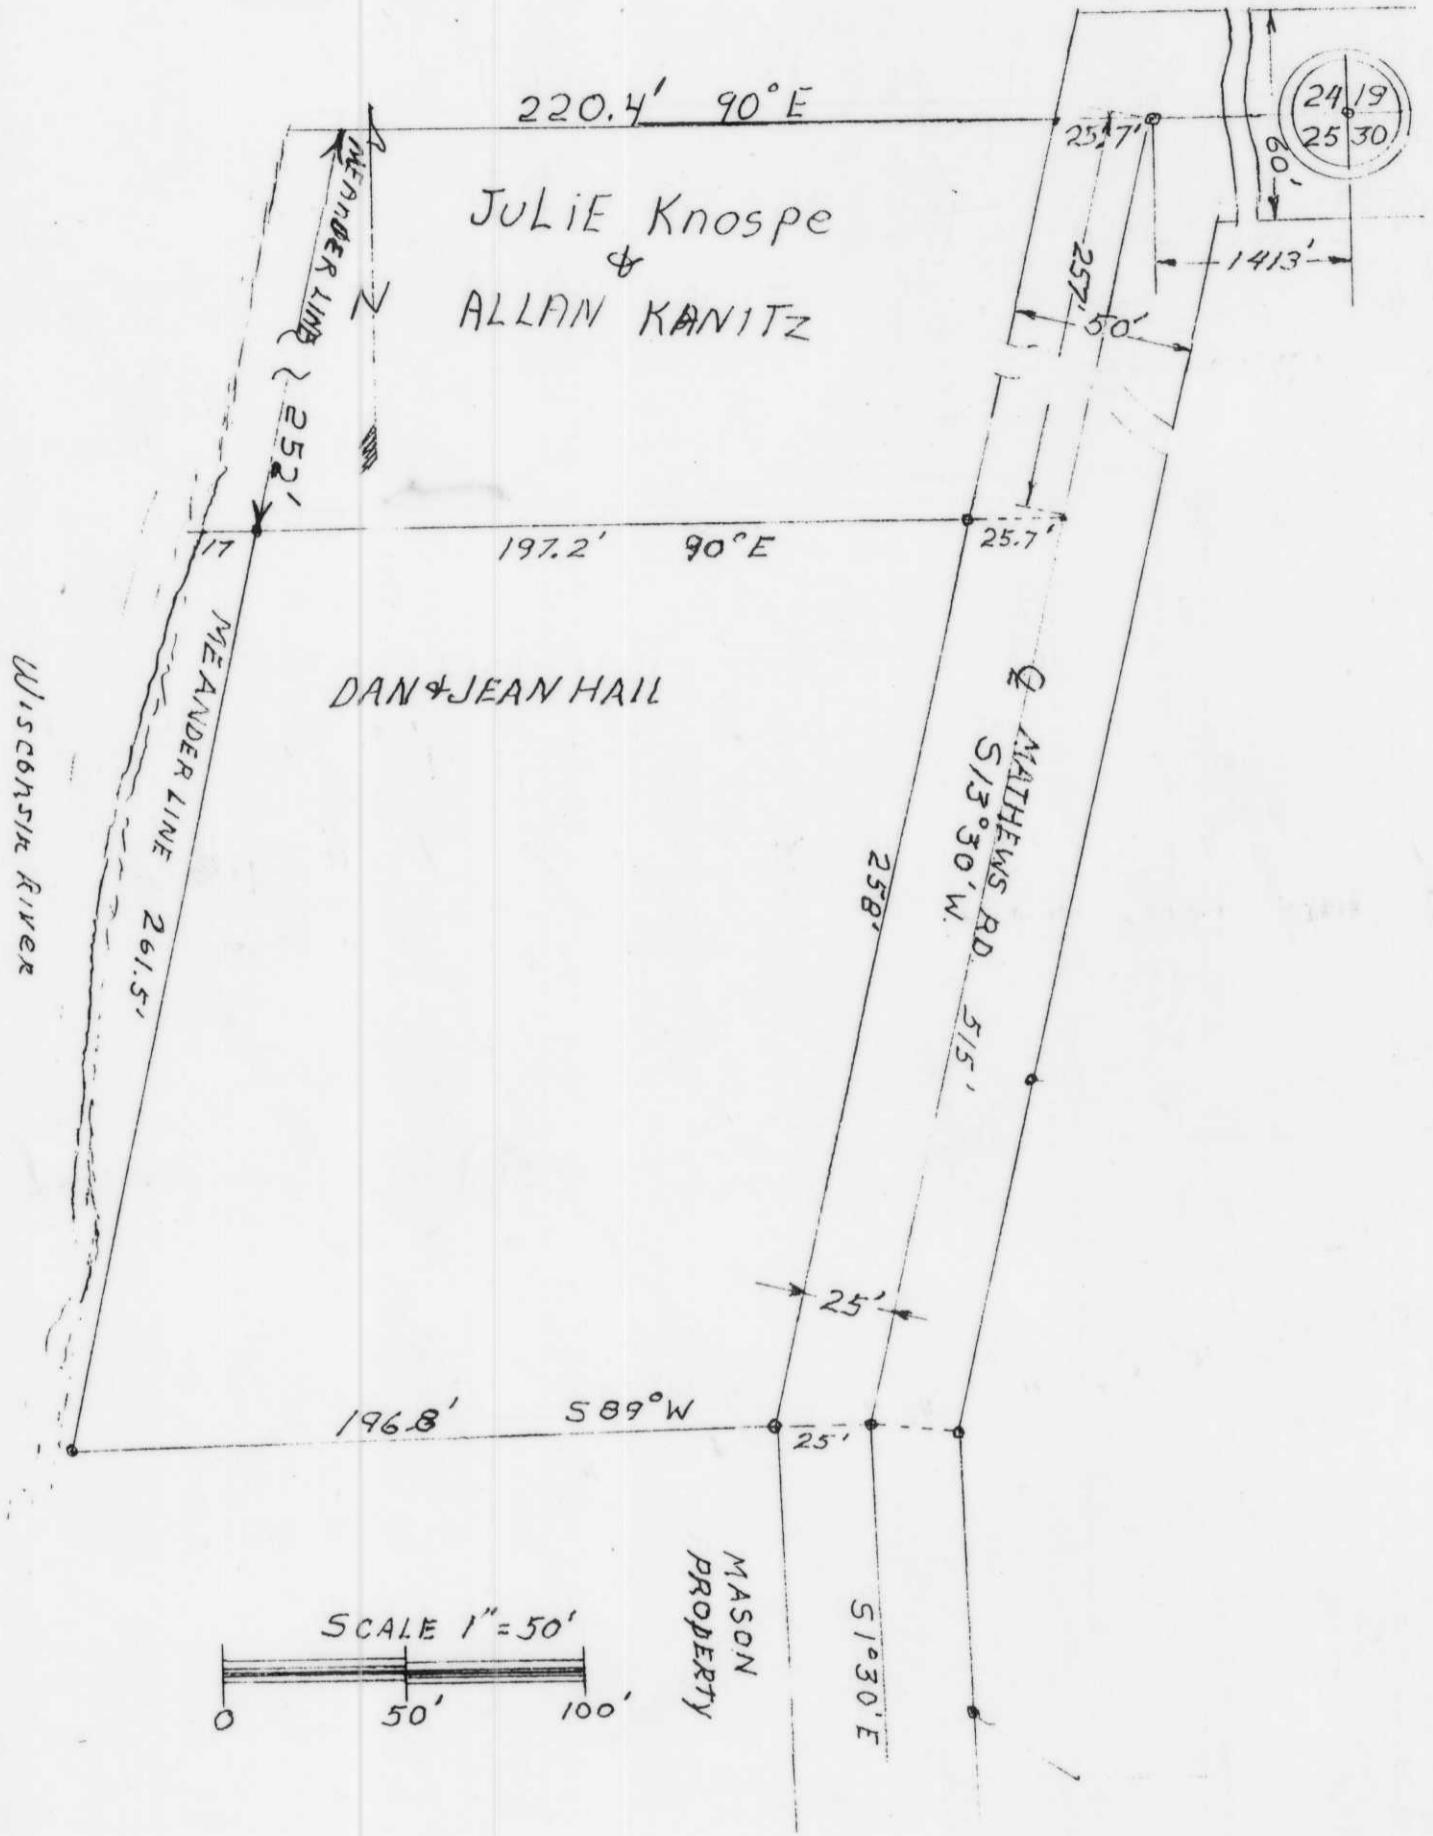 220.4' 90°E
25.7'
24 19
25 30
60'
1413'
JULIE Knospe
&
ALLAN KANITZ
MEANDER LINE
252'
N
257'
50'
17
197.2' 90°E
25.7'
MEANDER LINE 261.5'
DAN & JEAN HALL
Wisconsin River
258'
℄ MATHEWS RD. 515'
S13°30'W.
25'
196.8' S89°W
25'
MASON
PROPERTY
S1°30'E
SCALE 1"=50'
0 50' 100'